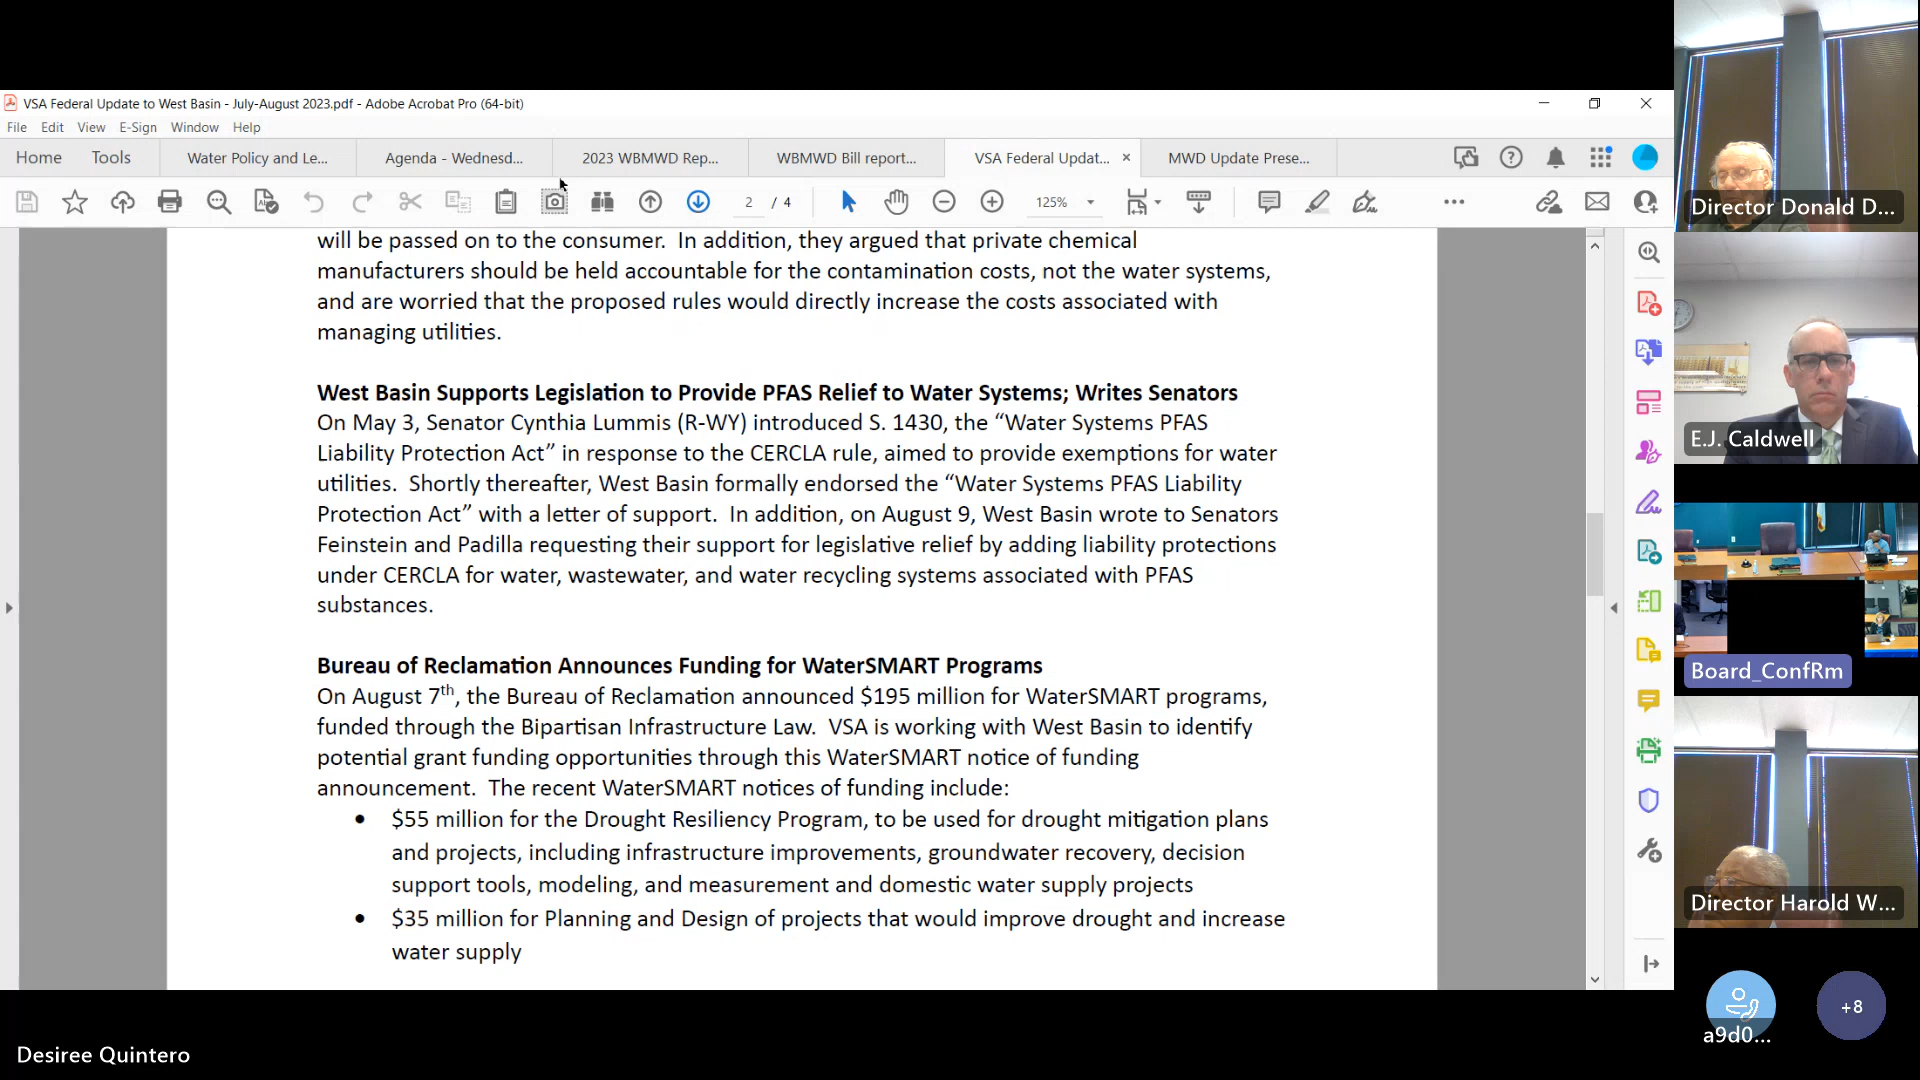 VSA Federal Update to West Basin - July-August 2023.pdf - Adobe Acrobat Pro (64-bit)
File Edit View E-Sign Window Help
Home Tools Water Policy and Le... Agenda - Wednesd... 2023 WBMWD Rep... WBMWD Bill report... VSA Federal Updat... × MWD Update Prese...
2 / 4 125%
will be passed on to the consumer. In addition, they argued that private chemical
manufacturers should be held accountable for the contamination costs, not the water systems,
and are worried that the proposed rules would directly increase the costs associated with
managing utilities.
West Basin Supports Legislation to Provide PFAS Relief to Water Systems; Writes Senators
On May 3, Senator Cynthia Lummis (R-WY) introduced S. 1430, the “Water Systems PFAS
Liability Protection Act” in response to the CERCLA rule, aimed to provide exemptions for water
utilities. Shortly thereafter, West Basin formally endorsed the “Water Systems PFAS Liability
Protection Act” with a letter of support. In addition, on August 9, West Basin wrote to Senators
Feinstein and Padilla requesting their support for legislative relief by adding liability protections
under CERCLA for water, wastewater, and water recycling systems associated with PFAS
substances.
Bureau of Reclamation Announces Funding for WaterSMART Programs
On August 7th, the Bureau of Reclamation announced $195 million for WaterSMART programs,
funded through the Bipartisan Infrastructure Law. VSA is working with West Basin to identify
potential grant funding opportunities through this WaterSMART notice of funding
announcement. The recent WaterSMART notices of funding include:
• $55 million for the Drought Resiliency Program, to be used for drought mitigation plans
and projects, including infrastructure improvements, groundwater recovery, decision
support tools, modeling, and measurement and domestic water supply projects
• $35 million for Planning and Design of projects that would improve drought and increase
water supply
Director Donald D...
E.J. Caldwell
Board_ConfRm
Director Harold W...
a9d0...
+8
Desiree Quintero